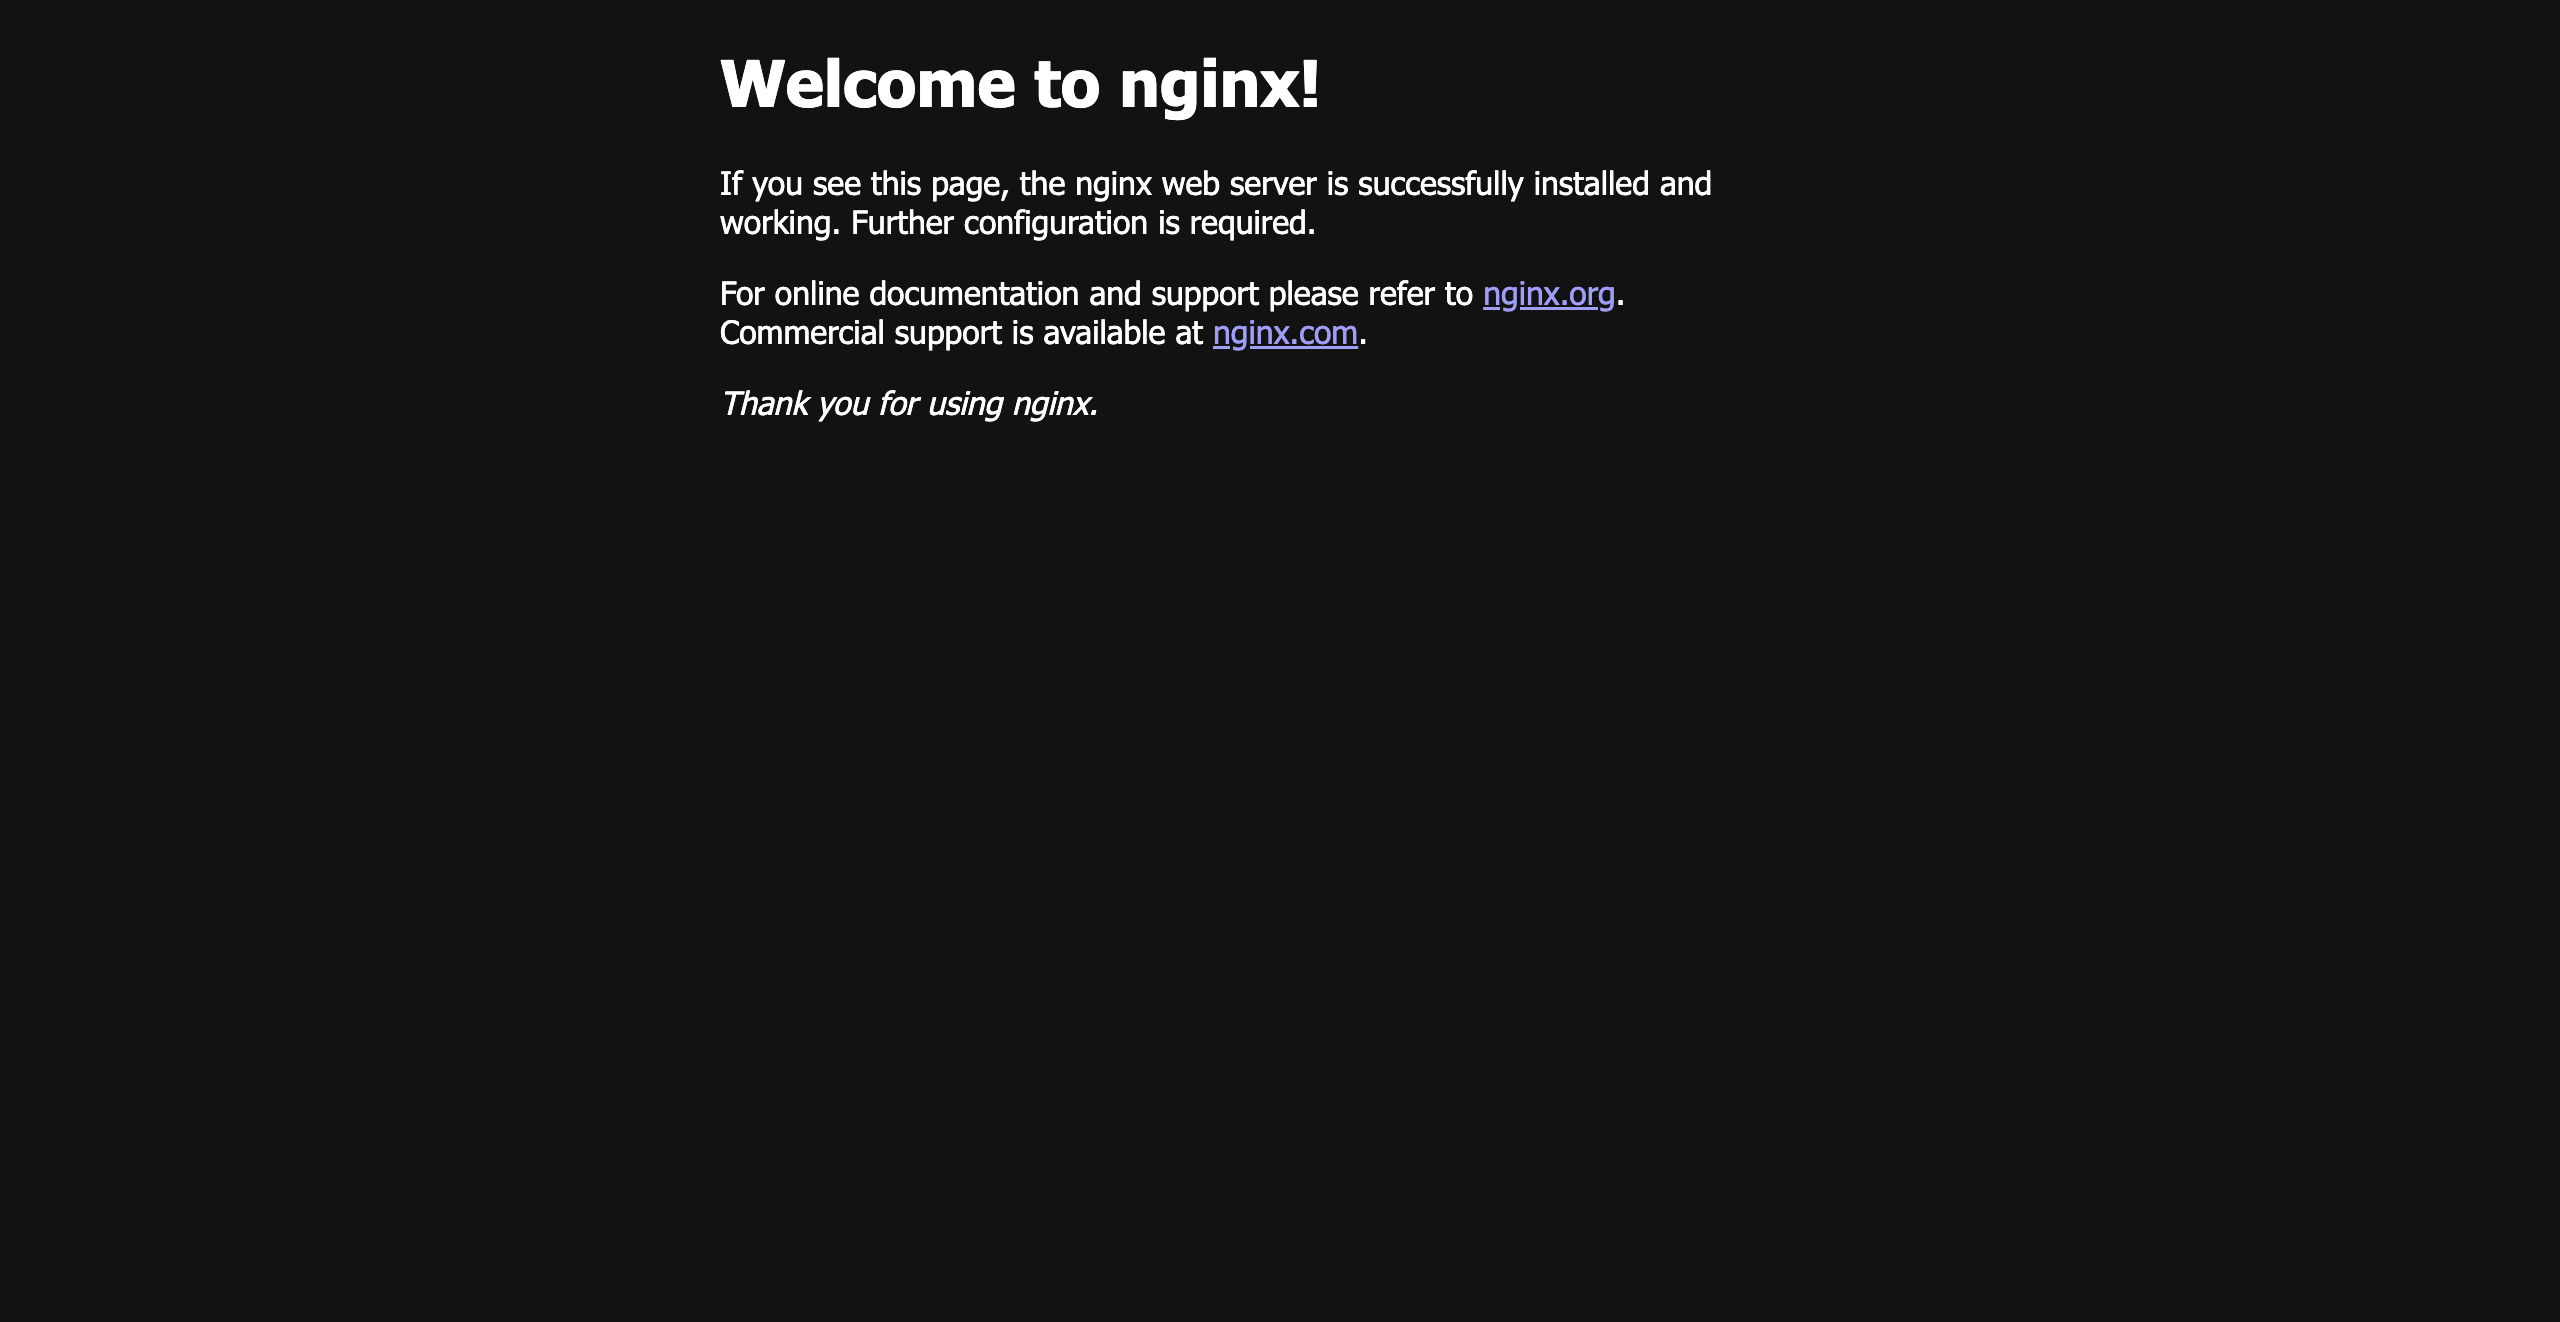 Welcome to nginx!
If you see this page, the nginx web server is successfully installed and
working. Further configuration is required.
For online documentation and support please refer to nginx.org.
Commercial support is available at nginx.com.
Thank you for using nginx.